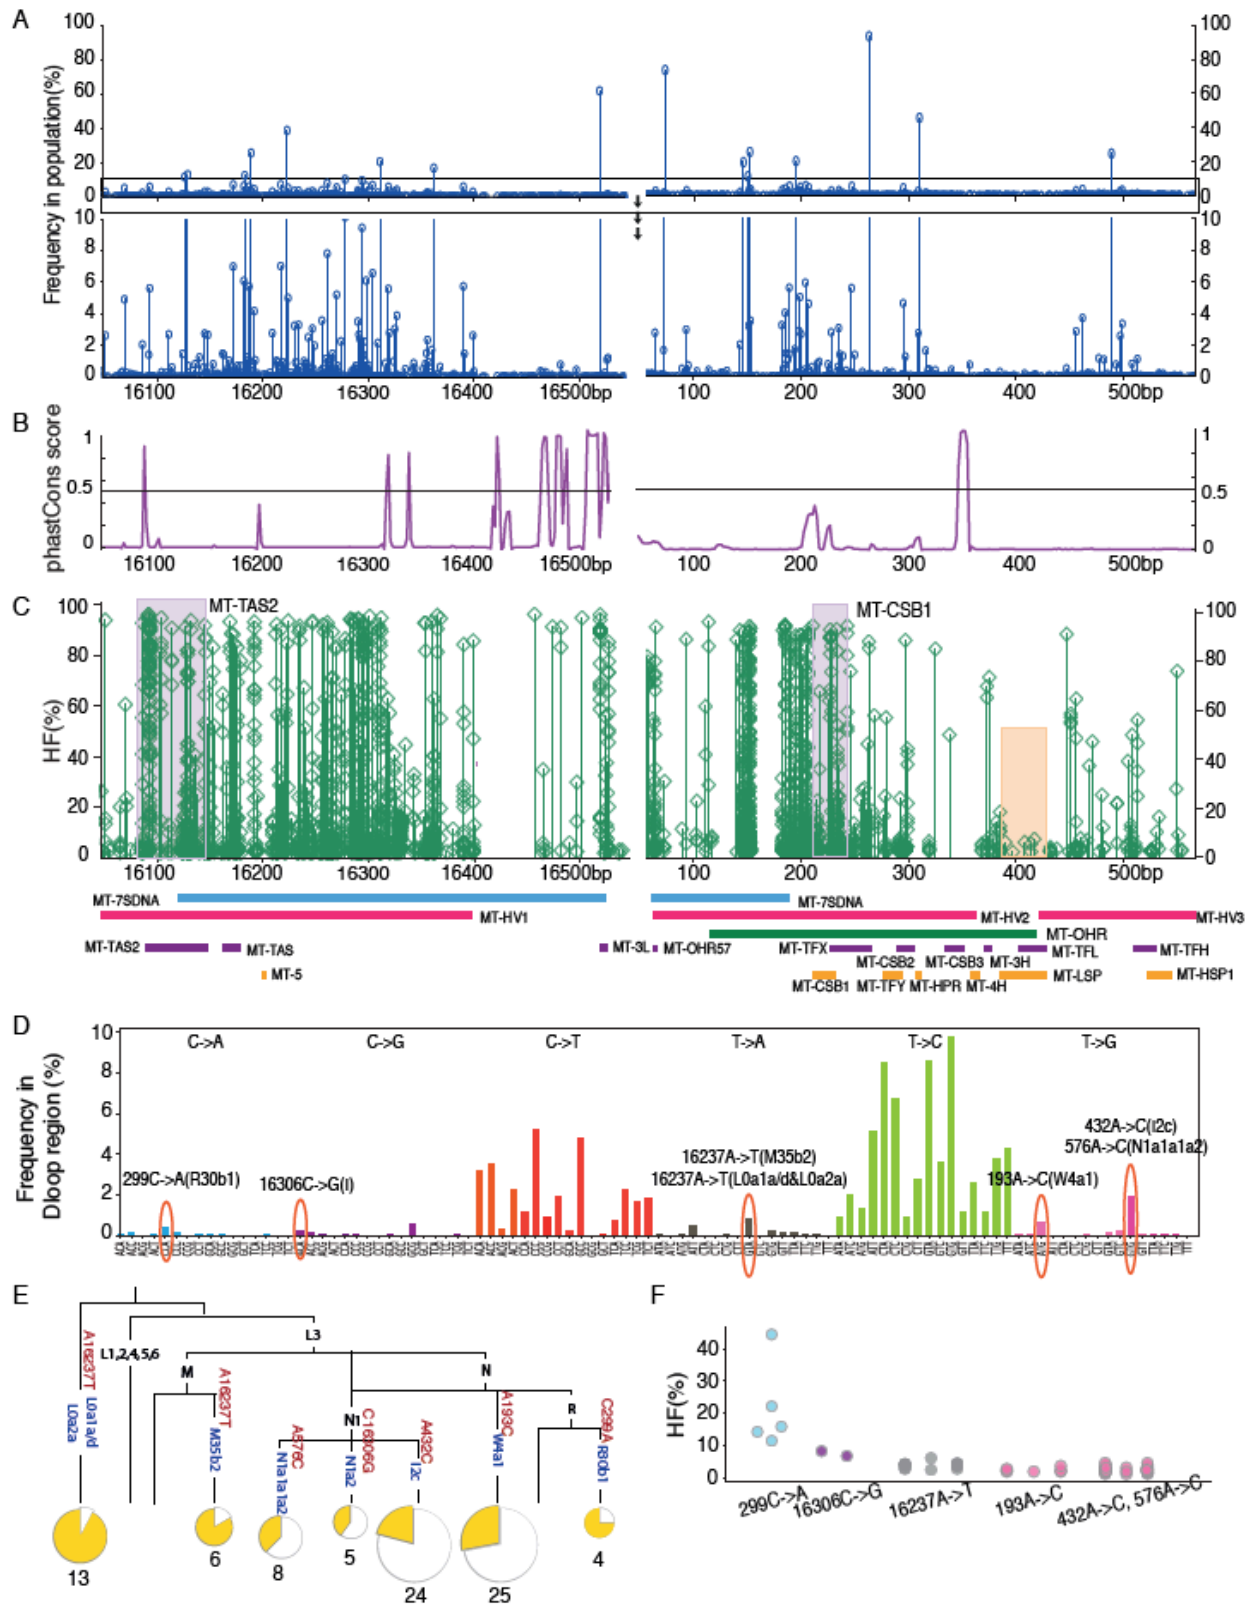 A
Frequency in population(%)
100
80
60
40
20
0
100
80
60
40
20
0
10
8
6
4
2
0
10
8
6
4
2
0
16100
16200
16300
16400
16500bp
100
200
300
400
500bp
B
phastCons score
1
0.5
0
1
0.5
0
16100
16200
16300
16400
16500bp
100
200
300
400
500bp
C
HF(%)
MT-TAS2
MT-CSB1
100
80
60
40
20
0
100
80
60
40
20
0
16100
16200
16300
16400
16500bp
100
200
300
400
500bp
MT-7SDNA
MT-7SDNA
MT-HV1
MT-HV2
MT-HV3
MT-OHR
MT-TAS2
MT-TAS
MT-3L
MT-OHR57
MT-TFX
MT-CSB2
MT-CSB3
MT-3H
MT-TFL
MT-TFH
MT-5
MT-CSB1
MT-TFY
MT-HPR
MT-4H
MT-LSP
MT-HSP1
D
Frequency in
Dloop region (%)
10
8
6
4
2
0
C->A
C->G
C->T
T->A
T->C
T->G
299C->A(R30b1)
16306C->G(I)
16237A->T(M35b2)
16237A->T(L0a1a/d&L0a2a)
432A->C(I2c)
576A->C(N1a1a1a2)
193A->C(W4a1)
E
L3
L1,2,4,5,6
M
N
R
N1
A16237T
L0a1a/d
L0a2a
A16237T
M35b2
A576C
N1a1a1a2
C16306G
N1a2
A432C
I2c
A193C
W4a1
C299A
R30b1
13
6
8
5
24
25
4
F
HF(%)
40
30
20
10
0
299C->A
16306C->G
16237A->T
193A->C
432A->C, 576A->C